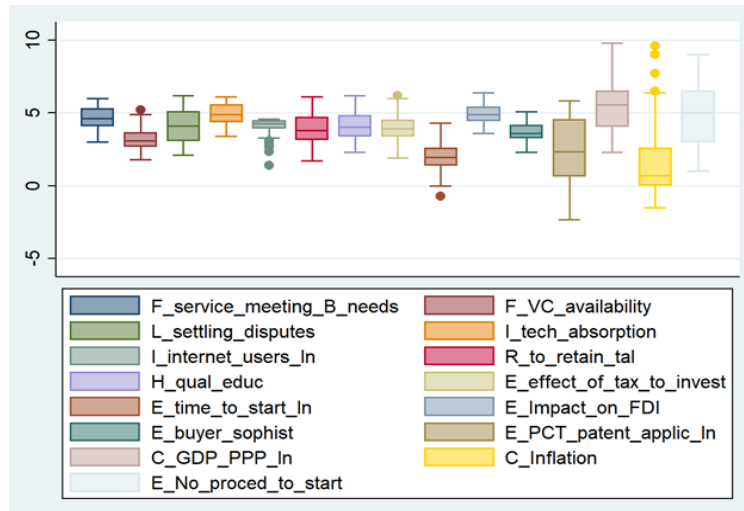 10
5
0
-5
F_service_meeting_B_needs F_VC_availability
L_settling_disputes I_tech_absorption
I_internet_users_ln R_to_retain_tal
H_qual_educ E_effect_of_tax_to_invest
E_time_to_start_ln E_Impact_on_FDI
E_buyer_sophist E_PCT_patent_applic_ln
C_GDP_PPP_ln C_Inflation
E_No_proced_to_start